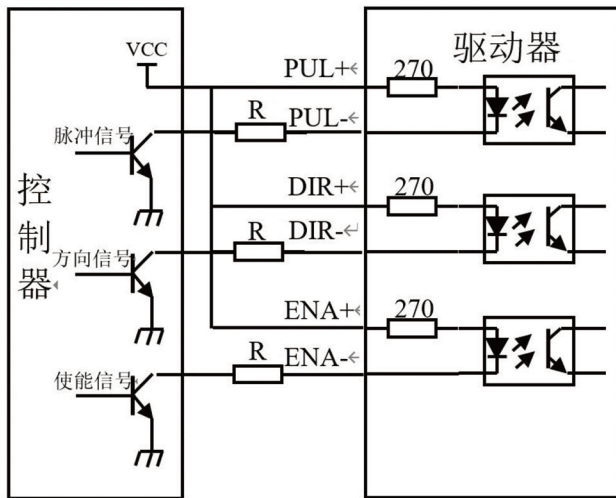 驱动器
VCC
PUL+
270
R
PUL-
脉冲信号
控制器
DIR+
270
R
DIR-
方向信号
ENA+
270
R
ENA-
使能信号